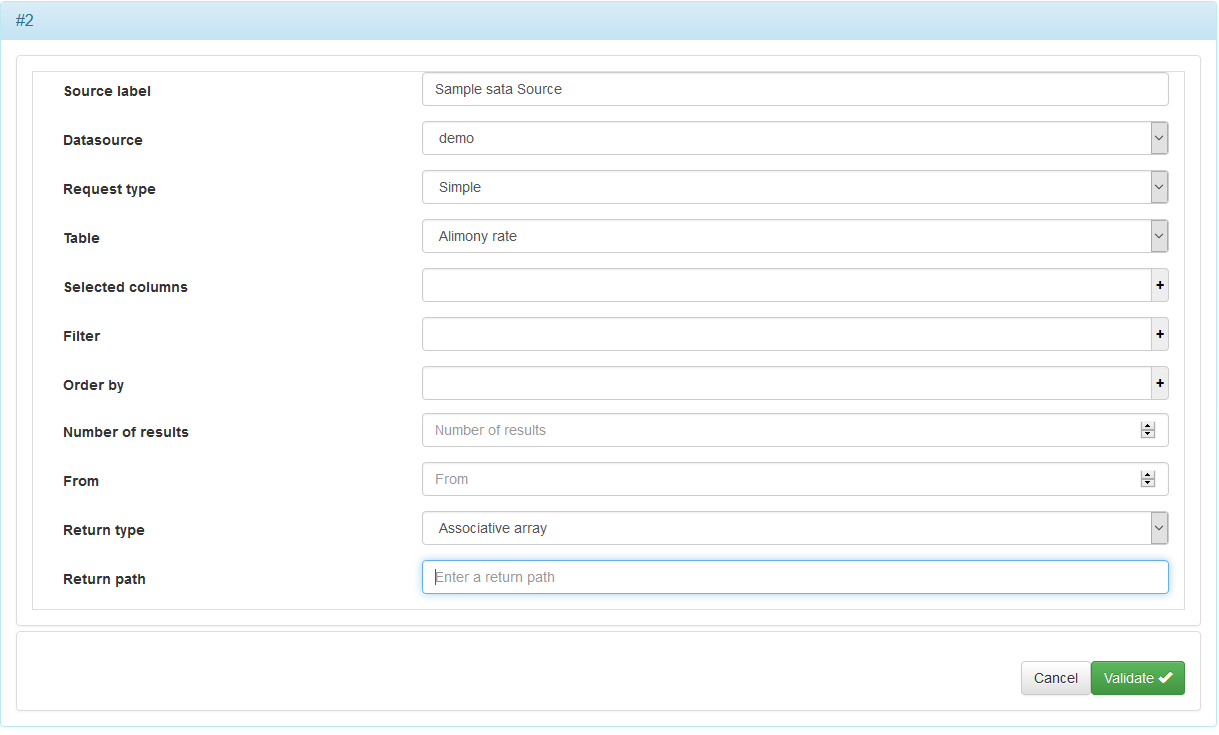 #2
Source label Sample sata Source
Datasource demo
Request type Simple
Table Alimony rate
Selected columns +
Filter +
Order by +
Number of results Number of results
From From
Return type Associative array
Return path Enter a return path
Cancel Validate